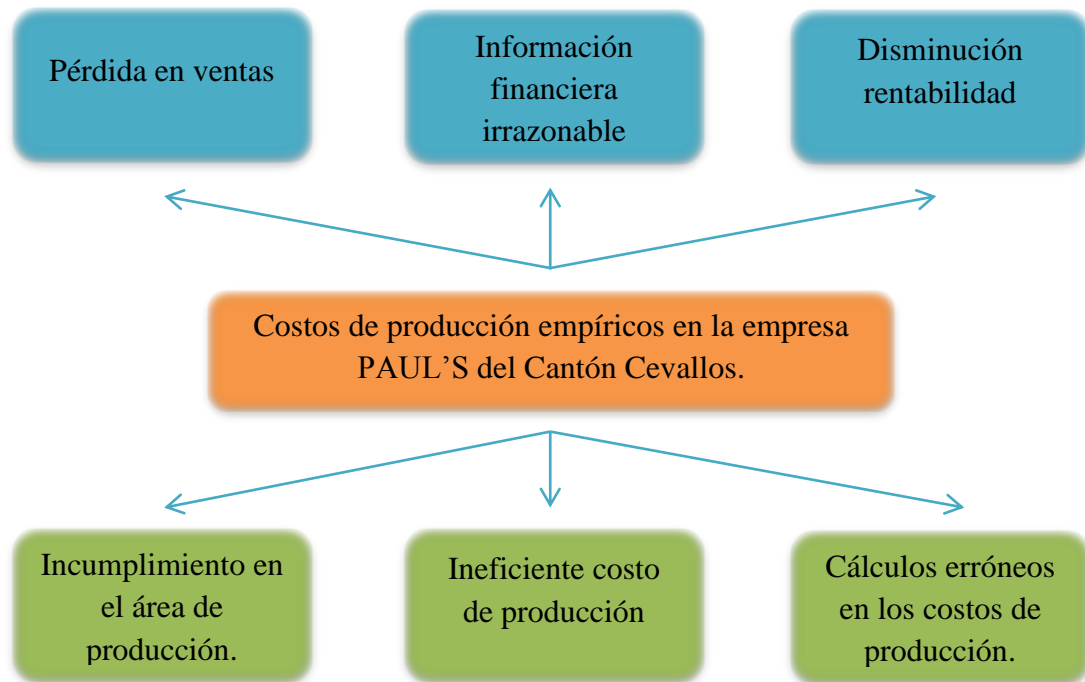 Pérdida en ventas
Información
financiera
irrazonable
Disminución
rentabilidad
Costos de producción empíricos en la empresa
PAUL’S del Cantón Cevallos.
Incumplimiento en
el área de
producción.
Ineficiente costo
de producción
Cálculos erróneos
en los costos de
producción.